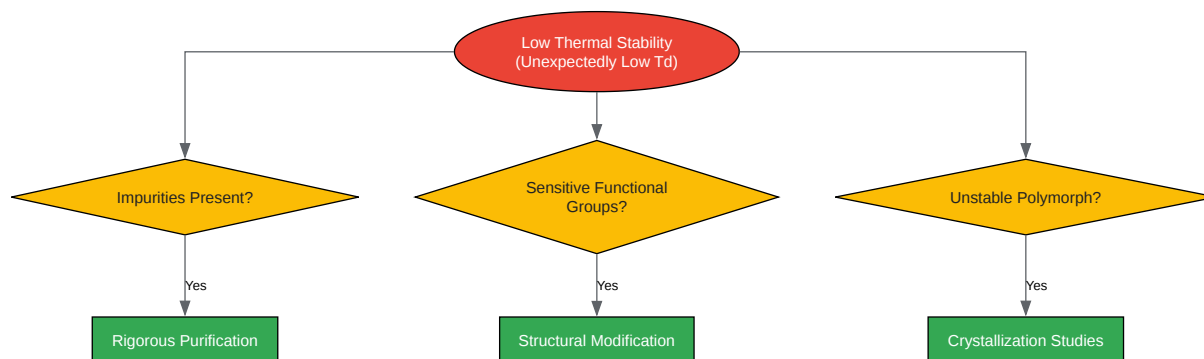 Low Thermal Stability
(Unexpectedly Low Td)
Impurities Present?
Sensitive Functional
Groups?
Unstable Polymorph?
Yes
Yes
Yes
Rigorous Purification
Structural Modification
Crystallization Studies